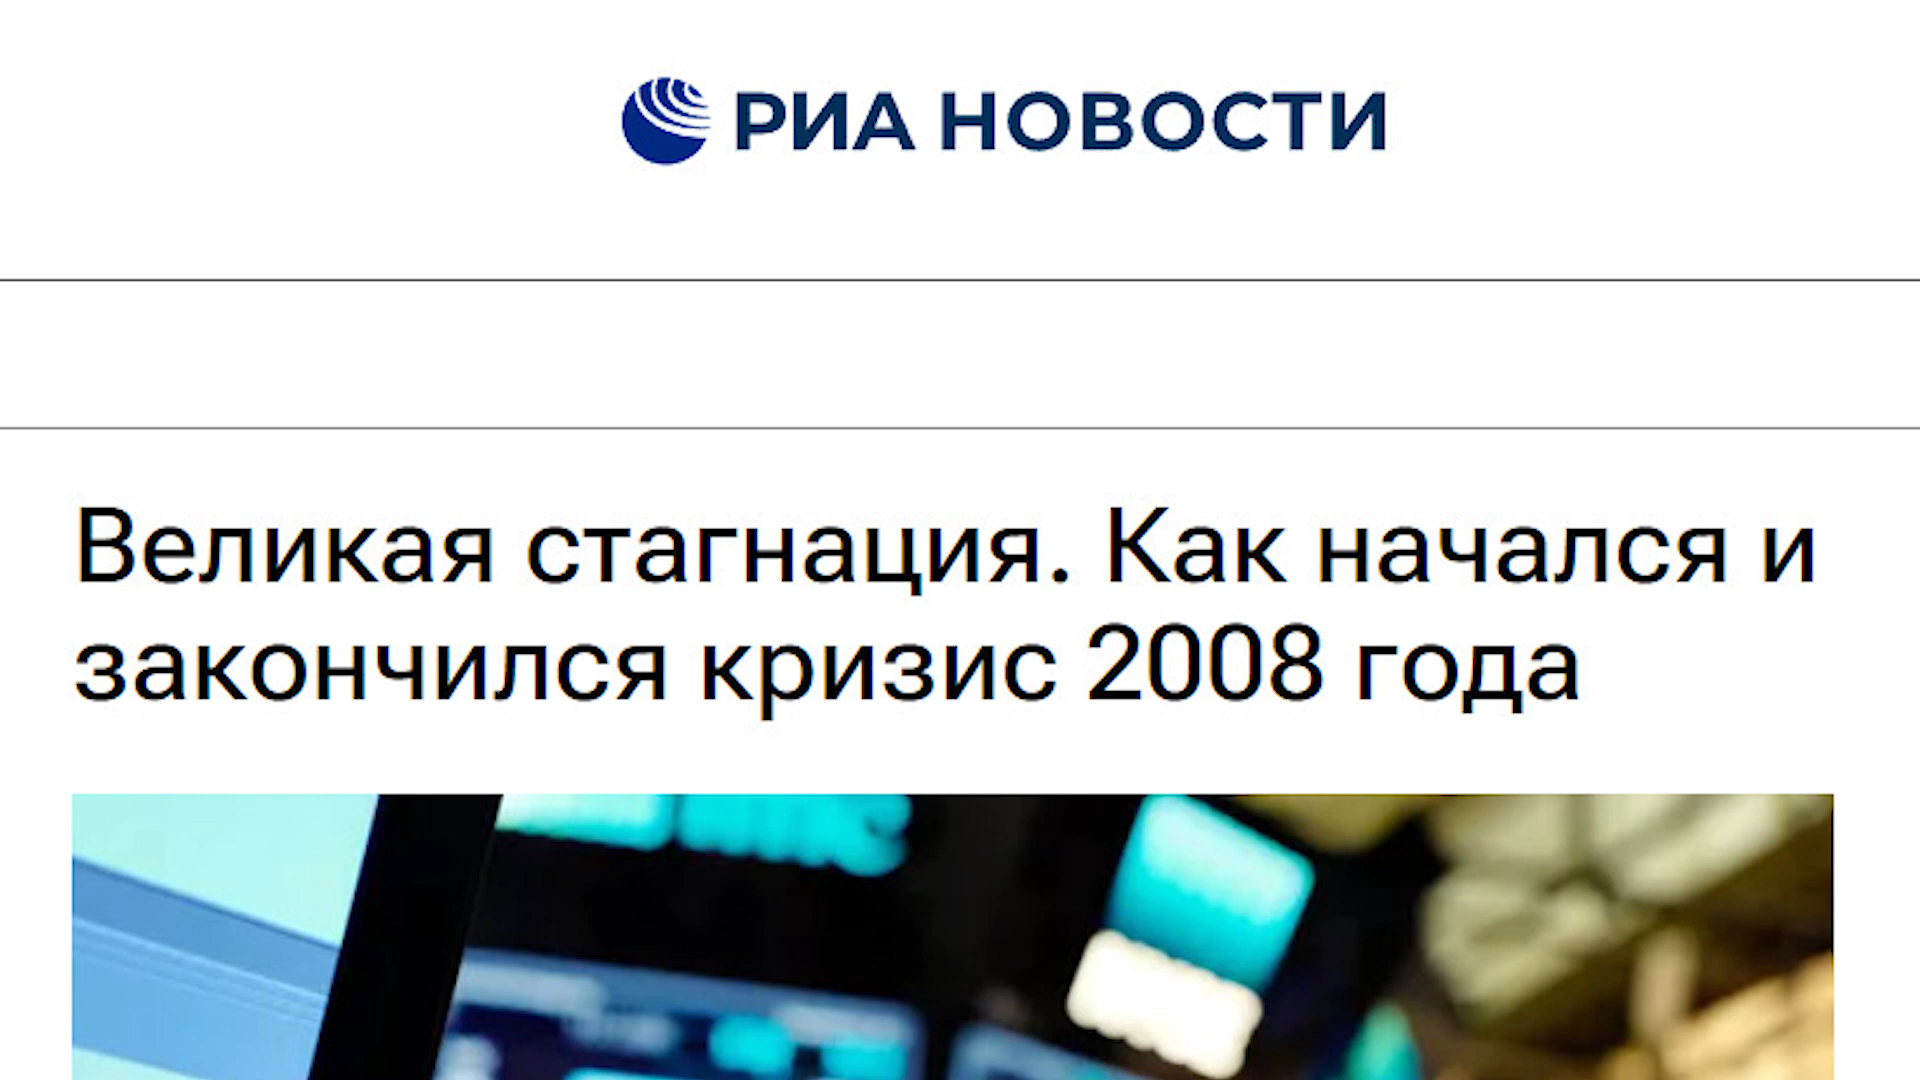 РИА НОВОСТИ
Великая стагнация. Как начался и
закончился кризис 2008 года